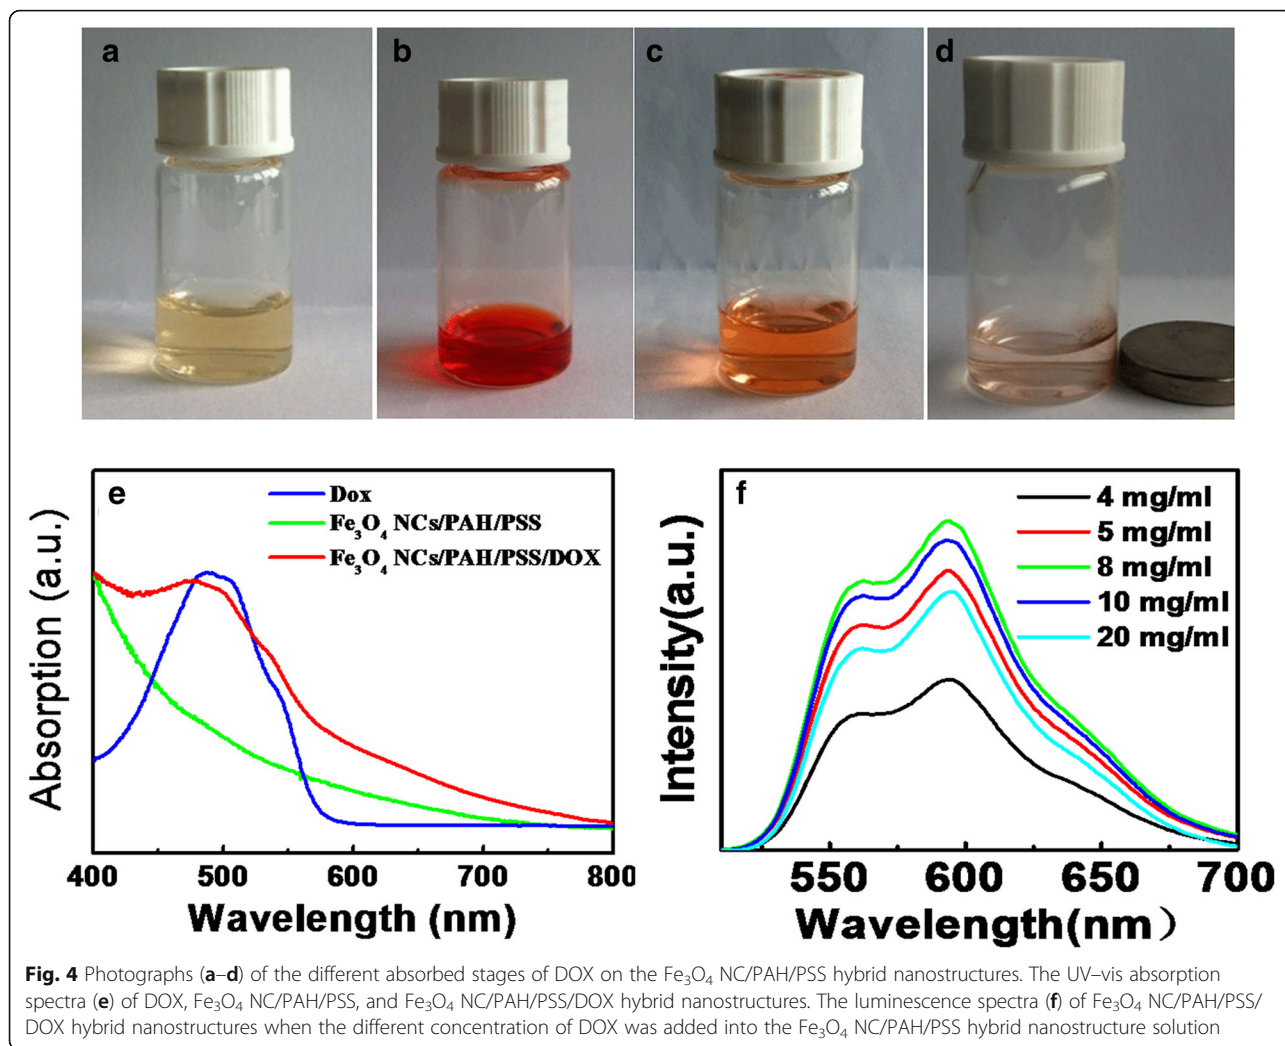 a
b
c
d
e
Dox
Fe₃O₄ NCs/PAH/PSS
Fe₃O₄ NCs/PAH/PSS/DOX
Absorption (a.u.)
400 500 600 700 800
Wavelength (nm)
f
4 mg/ml
5 mg/ml
8 mg/ml
10 mg/ml
20 mg/ml
Intensity(a.u.)
550 600 650 700
Wavelength(nm）
Fig. 4 Photographs (a–d) of the different absorbed stages of DOX on the Fe₃O₄ NC/PAH/PSS hybrid nanostructures. The UV–vis absorption
spectra (e) of DOX, Fe₃O₄ NC/PAH/PSS, and Fe₃O₄ NC/PAH/PSS/DOX hybrid nanostructures. The luminescence spectra (f) of Fe₃O₄ NC/PAH/PSS/
DOX hybrid nanostructures when the different concentration of DOX was added into the Fe₃O₄ NC/PAH/PSS hybrid nanostructure solution